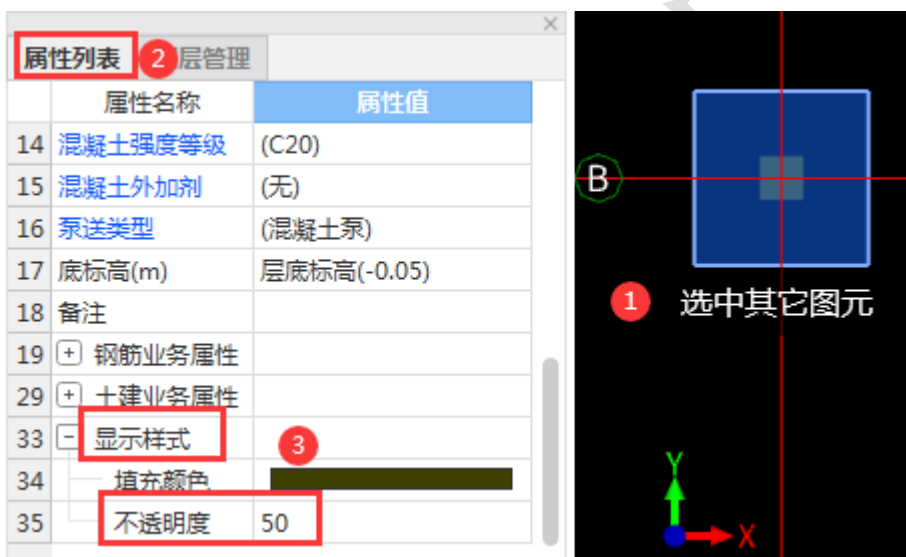 属性列表 2 层管理
属性名称 属性值
14 混凝土强度等级 (C20)
15 混凝土外加剂 (无)
16 泵送类型 (混凝土泵)
17 底标高(m) 层底标高(-0.05)
18 备注
19 + 钢筋业务属性
29 + 土建业务属性
33 - 显示样式 3
34 填充颜色
35 不透明度 50
B
1 选中其它图元
Y
X